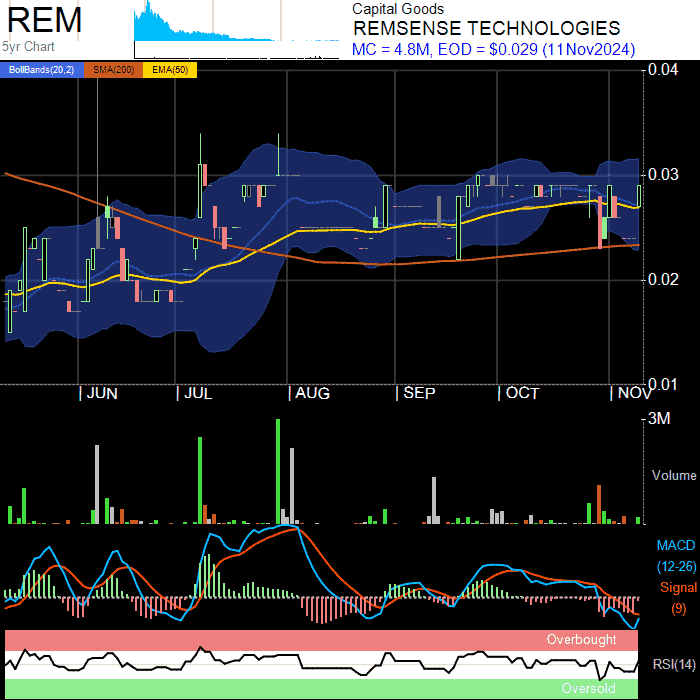 REM
5yr Chart
Capital Goods
REMSENSE TECHNOLOGIES
MC = 4.8M, EOD = $0.029 (11Nov2024)
BollBands(20,2) SMA(200) EMA(50)
0.04
0.03
0.02
0.01
JUN JUL AUG SEP OCT NOV
3M
Volume
MACD
(12-26)
Signal
(9)
Overbought
RSI(14)
Oversold